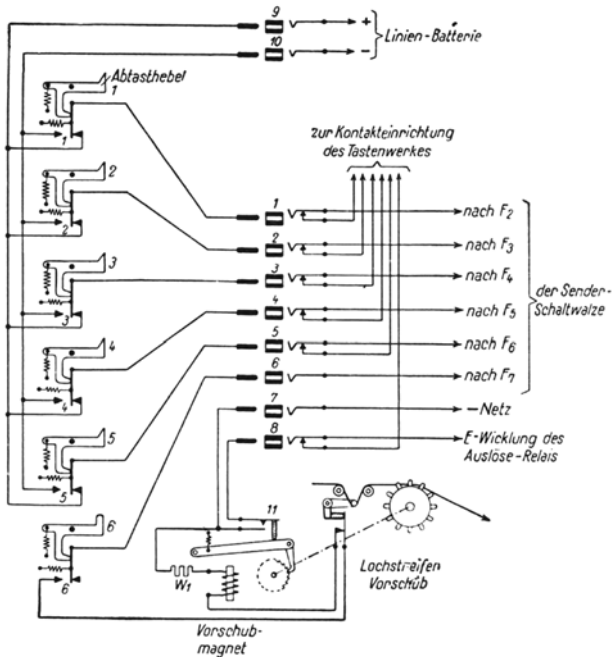 9
+
10
−
Linien-Batterie
Abtasthebel
1
1
2
2
3
3
4
4
5
5
6
6
zur Kontakteinrichtung
des Tastenwerkes
1
nach F2
2
nach F3
3
nach F4
4
nach F5
5
nach F6
6
nach F7
der Sender-
Schaltwalze
7
−Netz
8
E-Wicklung des
Auslöse-Relais
11
W1
Vorschub-
magnet
Lochstreifen
Vorschub